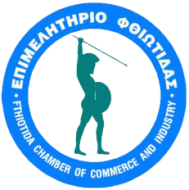 ΕΠΙΜΕΛΗΤΗΡΙΟ ΦΘΙΩΤΙΔΑΣ
FTHIOTIDA CHAMBER OF COMMERCE AND INDUSTRY